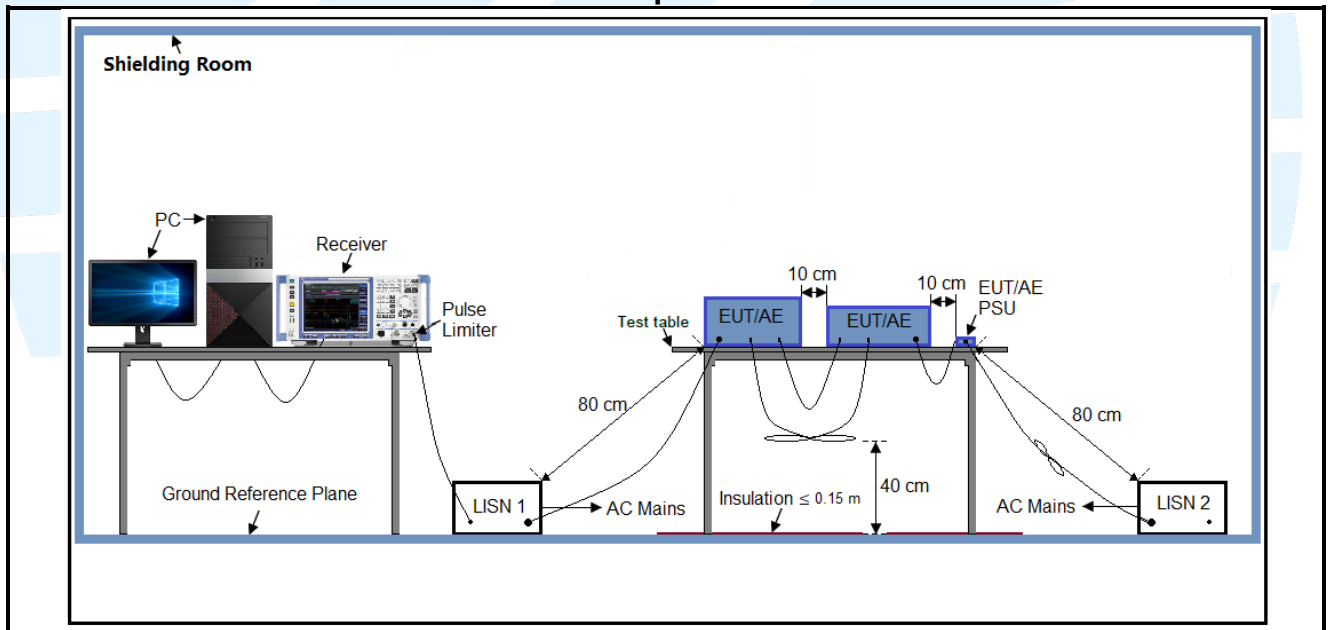 Shielding Room
PC
Receiver
Pulse
Limiter
10 cm
10 cm
EUT/AE
PSU
Test table
EUT/AE
EUT/AE
80 cm
80 cm
40 cm
Ground Reference Plane
LISN 1
AC Mains
Insulation ≤ 0.15 m
AC Mains
LISN 2